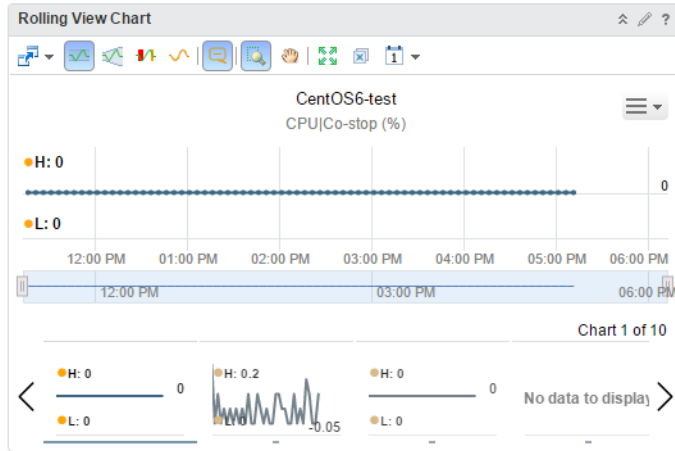 Rolling View Chart
?
1
CentOS6-test
CPU|Co-stop (%)
H: 0
0
L: 0
12:00 PM 01:00 PM 02:00 PM 03:00 PM 04:00 PM 05:00 PM 06:00 PM
12:00 PM 03:00 PM 06:00 PM
Chart 1 of 10
H: 0 H: 0.2 H: 0
0 0 No data to display
L: 0 L: 0 -0.05 L: 0